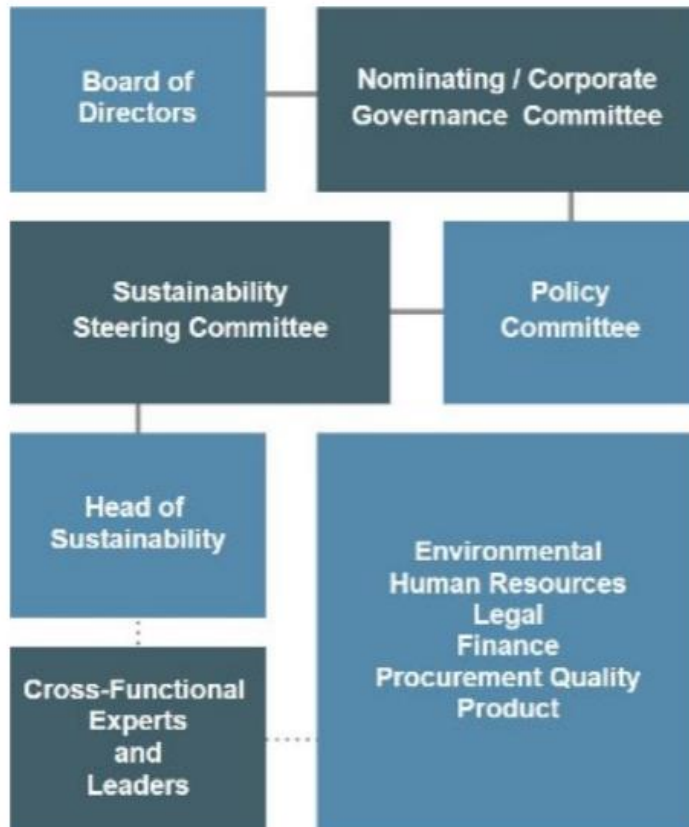 Board of
Directors
Nominating / Corporate
Governance Committee
Sustainability
Steering Committee
Policy
Committee
Head of
Sustainability
Environmental
Human Resources
Legal
Finance
Procurement Quality
Product
Cross-Functional
Experts
and
Leaders